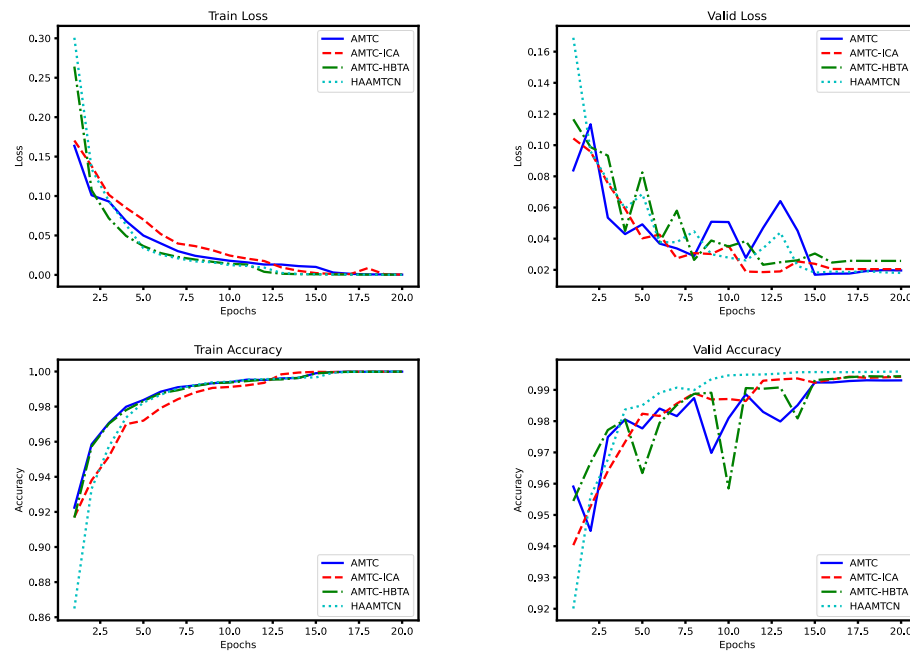 Train Loss
0.30
0.25
0.20
0.15
0.10
0.05
0.00
Loss
2.5 5.0 7.5 10.0 12.5 15.0 17.5 20.0
Epochs
AMTC
AMTC-ICA
AMTC-HBTA
HAAMTCN
Valid Loss
0.16
0.14
0.12
0.10
0.08
0.06
0.04
0.02
Loss
2.5 5.0 7.5 10.0 12.5 15.0 17.5 20.0
Epochs
AMTC
AMTC-ICA
AMTC-HBTA
HAAMTCN
Train Accuracy
1.00
0.98
0.96
0.94
0.92
0.90
0.88
0.86
Accuracy
2.5 5.0 7.5 10.0 12.5 15.0 17.5 20.0
Epochs
AMTC
AMTC-ICA
AMTC-HBTA
HAAMTCN
Valid Accuracy
0.99
0.98
0.97
0.96
0.95
0.94
0.93
0.92
Accuracy
2.5 5.0 7.5 10.0 12.5 15.0 17.5 20.0
Epochs
AMTC
AMTC-ICA
AMTC-HBTA
HAAMTCN